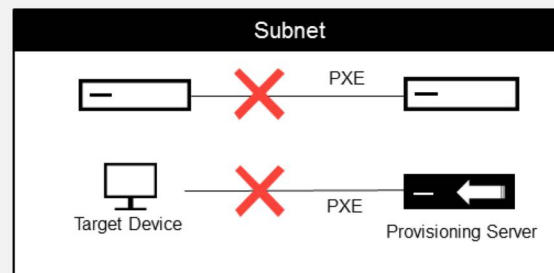 Subnet
PXE
PXE
Target Device
Provisioning Server